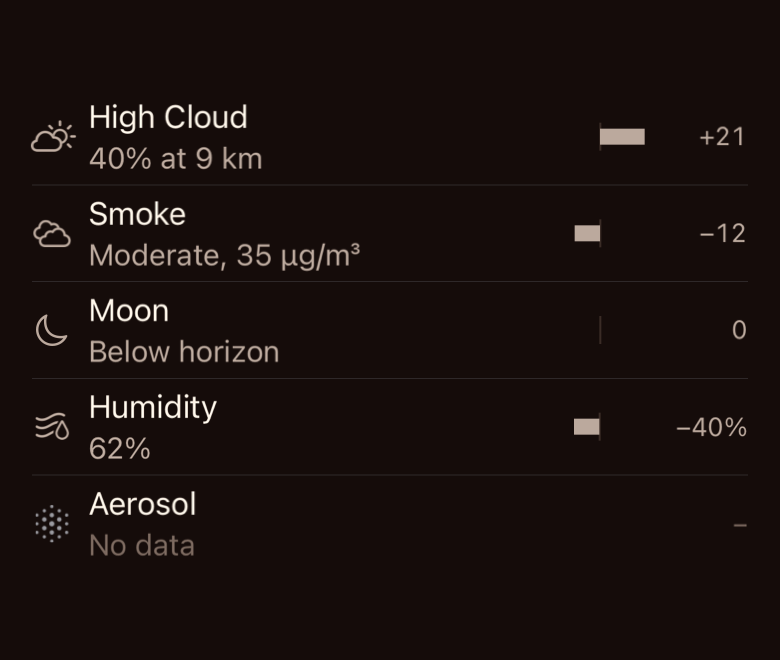 High Cloud
40% at 9 km
+21
Smoke
Moderate, 35 µg/m³
−12
Moon
Below horizon
0
Humidity
62%
−40%
Aerosol
No data
–